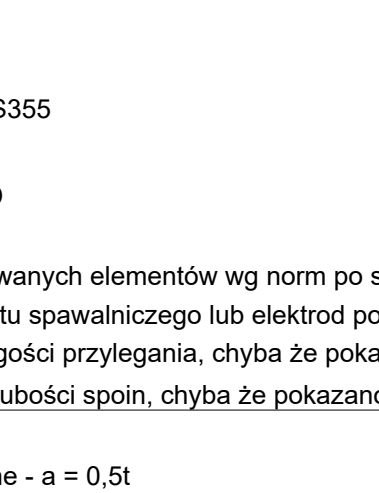 S355
)
wanych elementów wg norm po s
tu spawalniczego lub elektrod po
gości przylegania, chyba że poka
ubości spoin, chyba że pokazano
ne - a = 0,5t